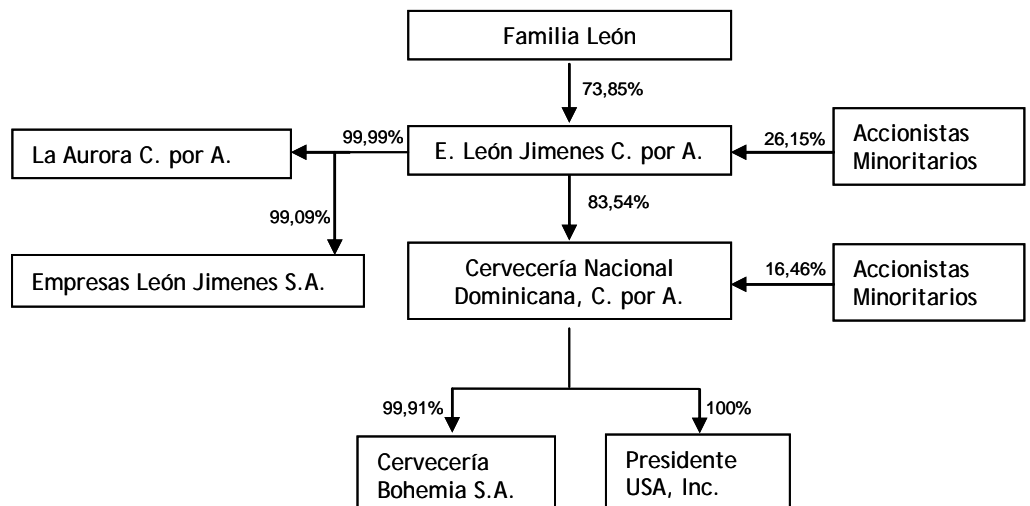 Familia León
73,85%
La Aurora C. por A.
99,99%
E. León Jimenes C. por A.
26,15%
Accionistas
Minoritarios
99,09%
83,54%
Empresas León Jimenes S.A.
Cervecería Nacional
Dominicana, C. por A.
16,46%
Accionistas
Minoritarios
99,91%
100%
Cervecería
Bohemia S.A.
Presidente
USA, Inc.